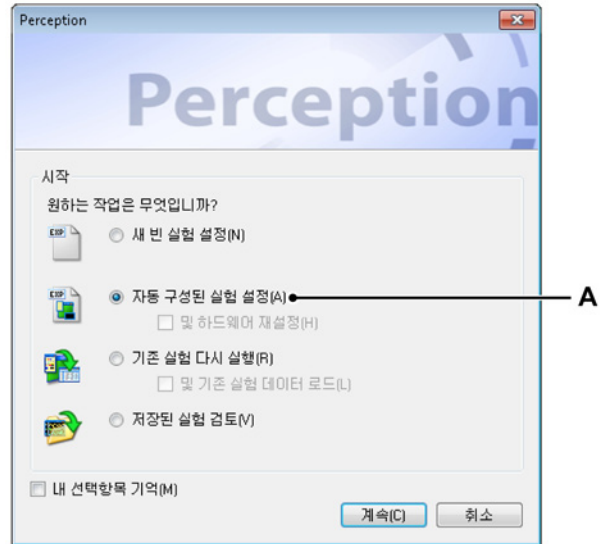 Perception
Perception
시작
원하는 작업은 무엇입니까?
EXP
새 빈 실험 설정(N)
EXP
자동 구성된 실험 설정(A)
A
및 하드웨어 재설정(H)
기존 실험 다시 실행(R)
및 기존 실험 데이터 로드(L)
저장된 실험 검토(V)
내 선택항목 기억(M)
계속(C)
취소